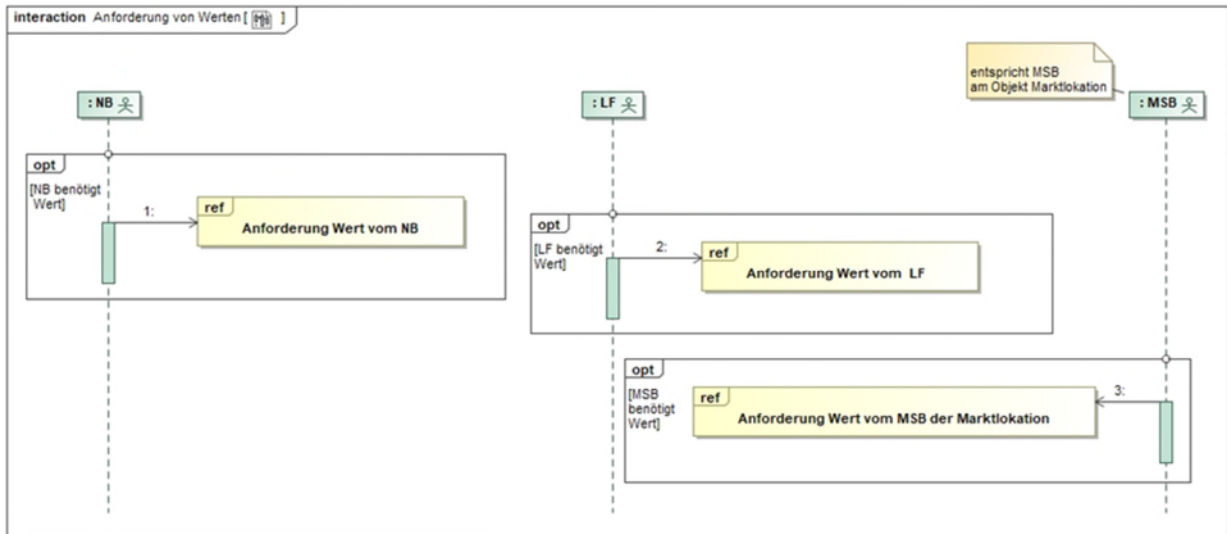 interaction Anforderung von Werten [ ]
entspricht MSB
am Objekt Marktlokation
: NB
: LF
: MSB
opt
[NB benötigt
Wert]
1:
ref
Anforderung Wert vom NB
opt
[LF benötigt
Wert]
2:
ref
Anforderung Wert vom LF
opt
[MSB
benötigt
Wert]
ref
Anforderung Wert vom MSB der Marktlokation
3: